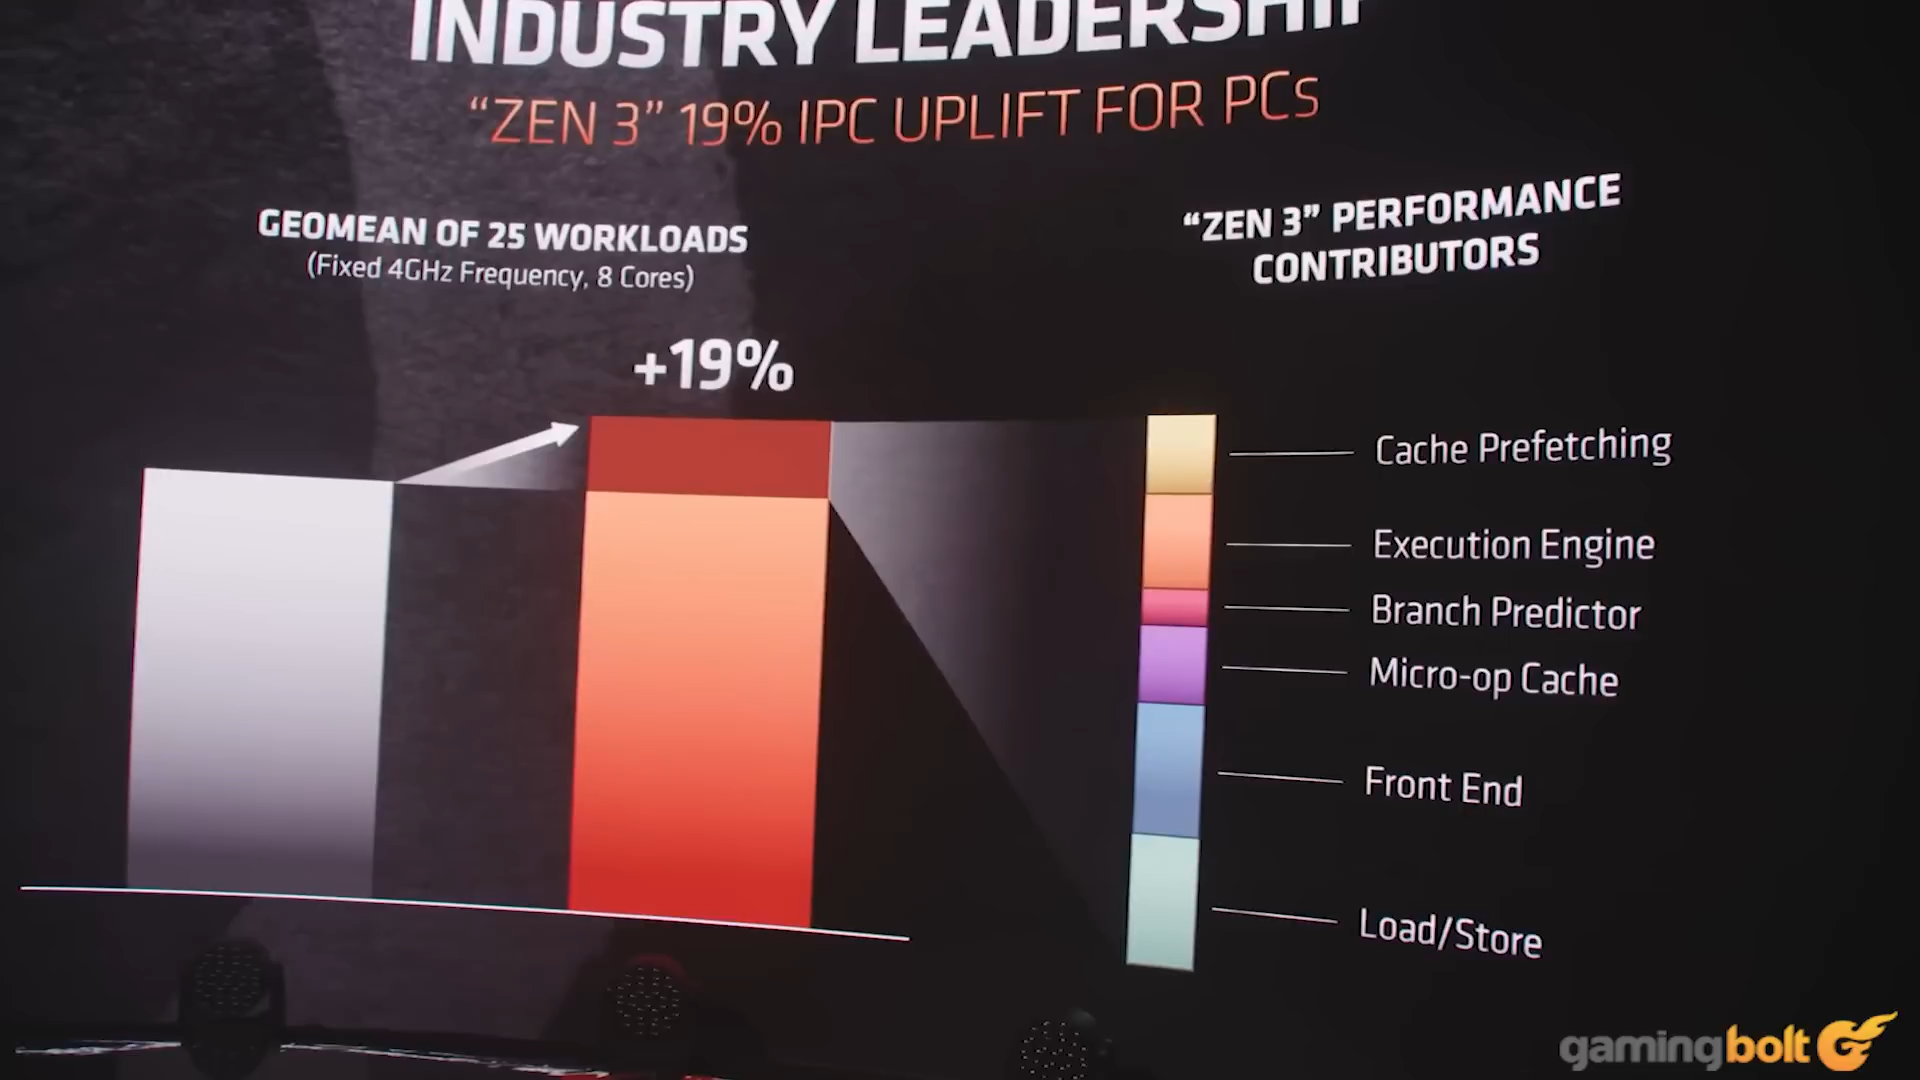 INDUSTRY LEADERSHIP
“ZEN 3” 19% IPC UPLIFT FOR PCs
GEOMEAN OF 25 WORKLOADS
(Fixed 4GHz Frequency, 8 Cores)
+19%
“ZEN 3” PERFORMANCE
CONTRIBUTORS
Cache Prefetching
Execution Engine
Branch Predictor
Micro-op Cache
Front End
Load/Store
gamingbolt